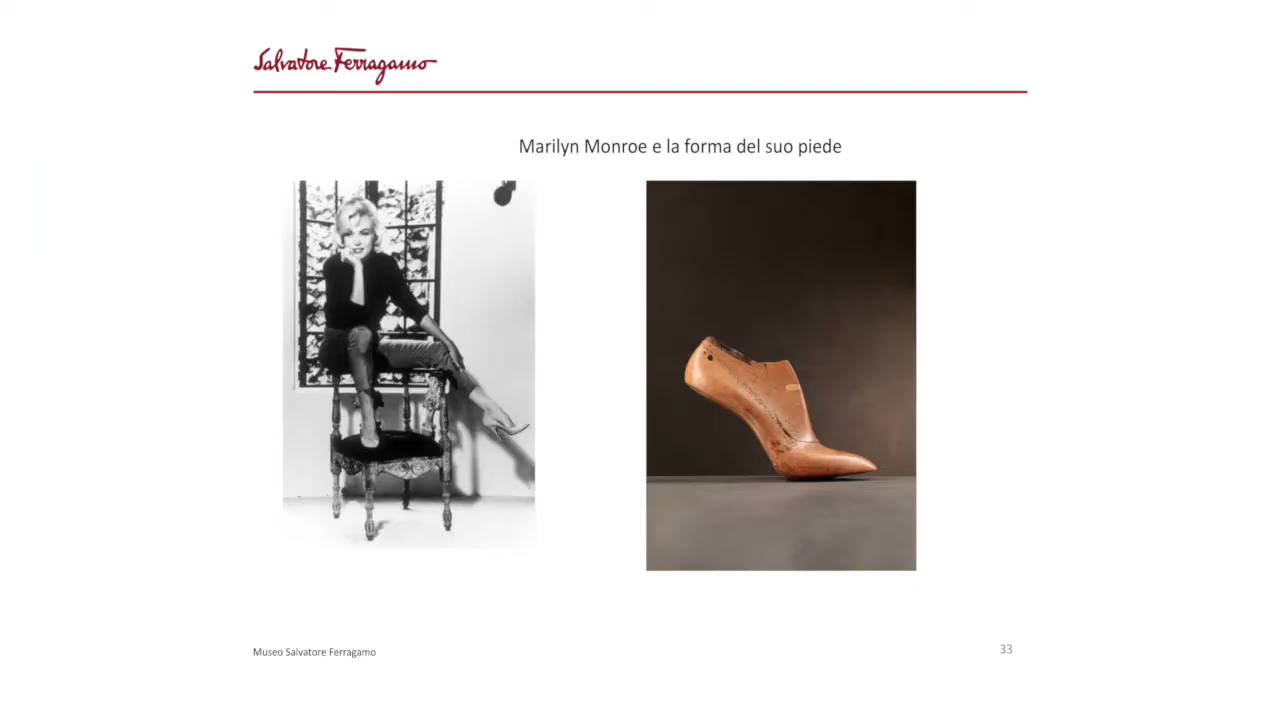 Salvatore Ferragamo
Marilyn Monroe e la forma del suo piede
Museo Salvatore Ferragamo
33